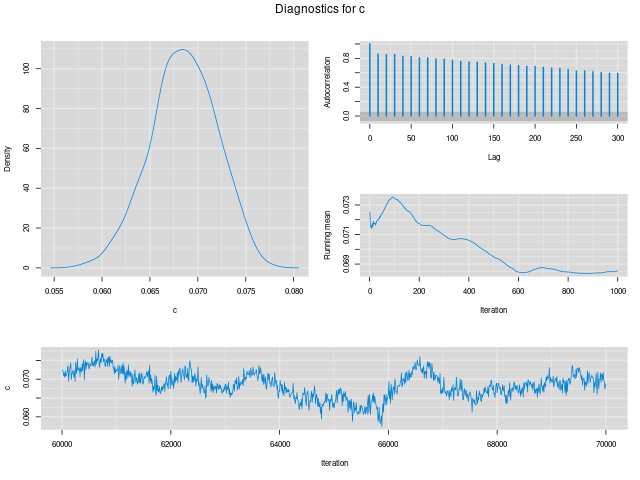 Diagnostics for c
Density
0 20 40 60 80 100
0.055 0.060 0.065 0.070 0.075 0.080
c
Autocorrelation
0.0 0.4 0.8
0 50 100 150 200 250 300
Lag
Running mean
0.069 0.071 0.073
0 200 400 600 800 1000
Iteration
c
0.060 0.070
60000 62000 64000 66000 68000 70000
Iteration